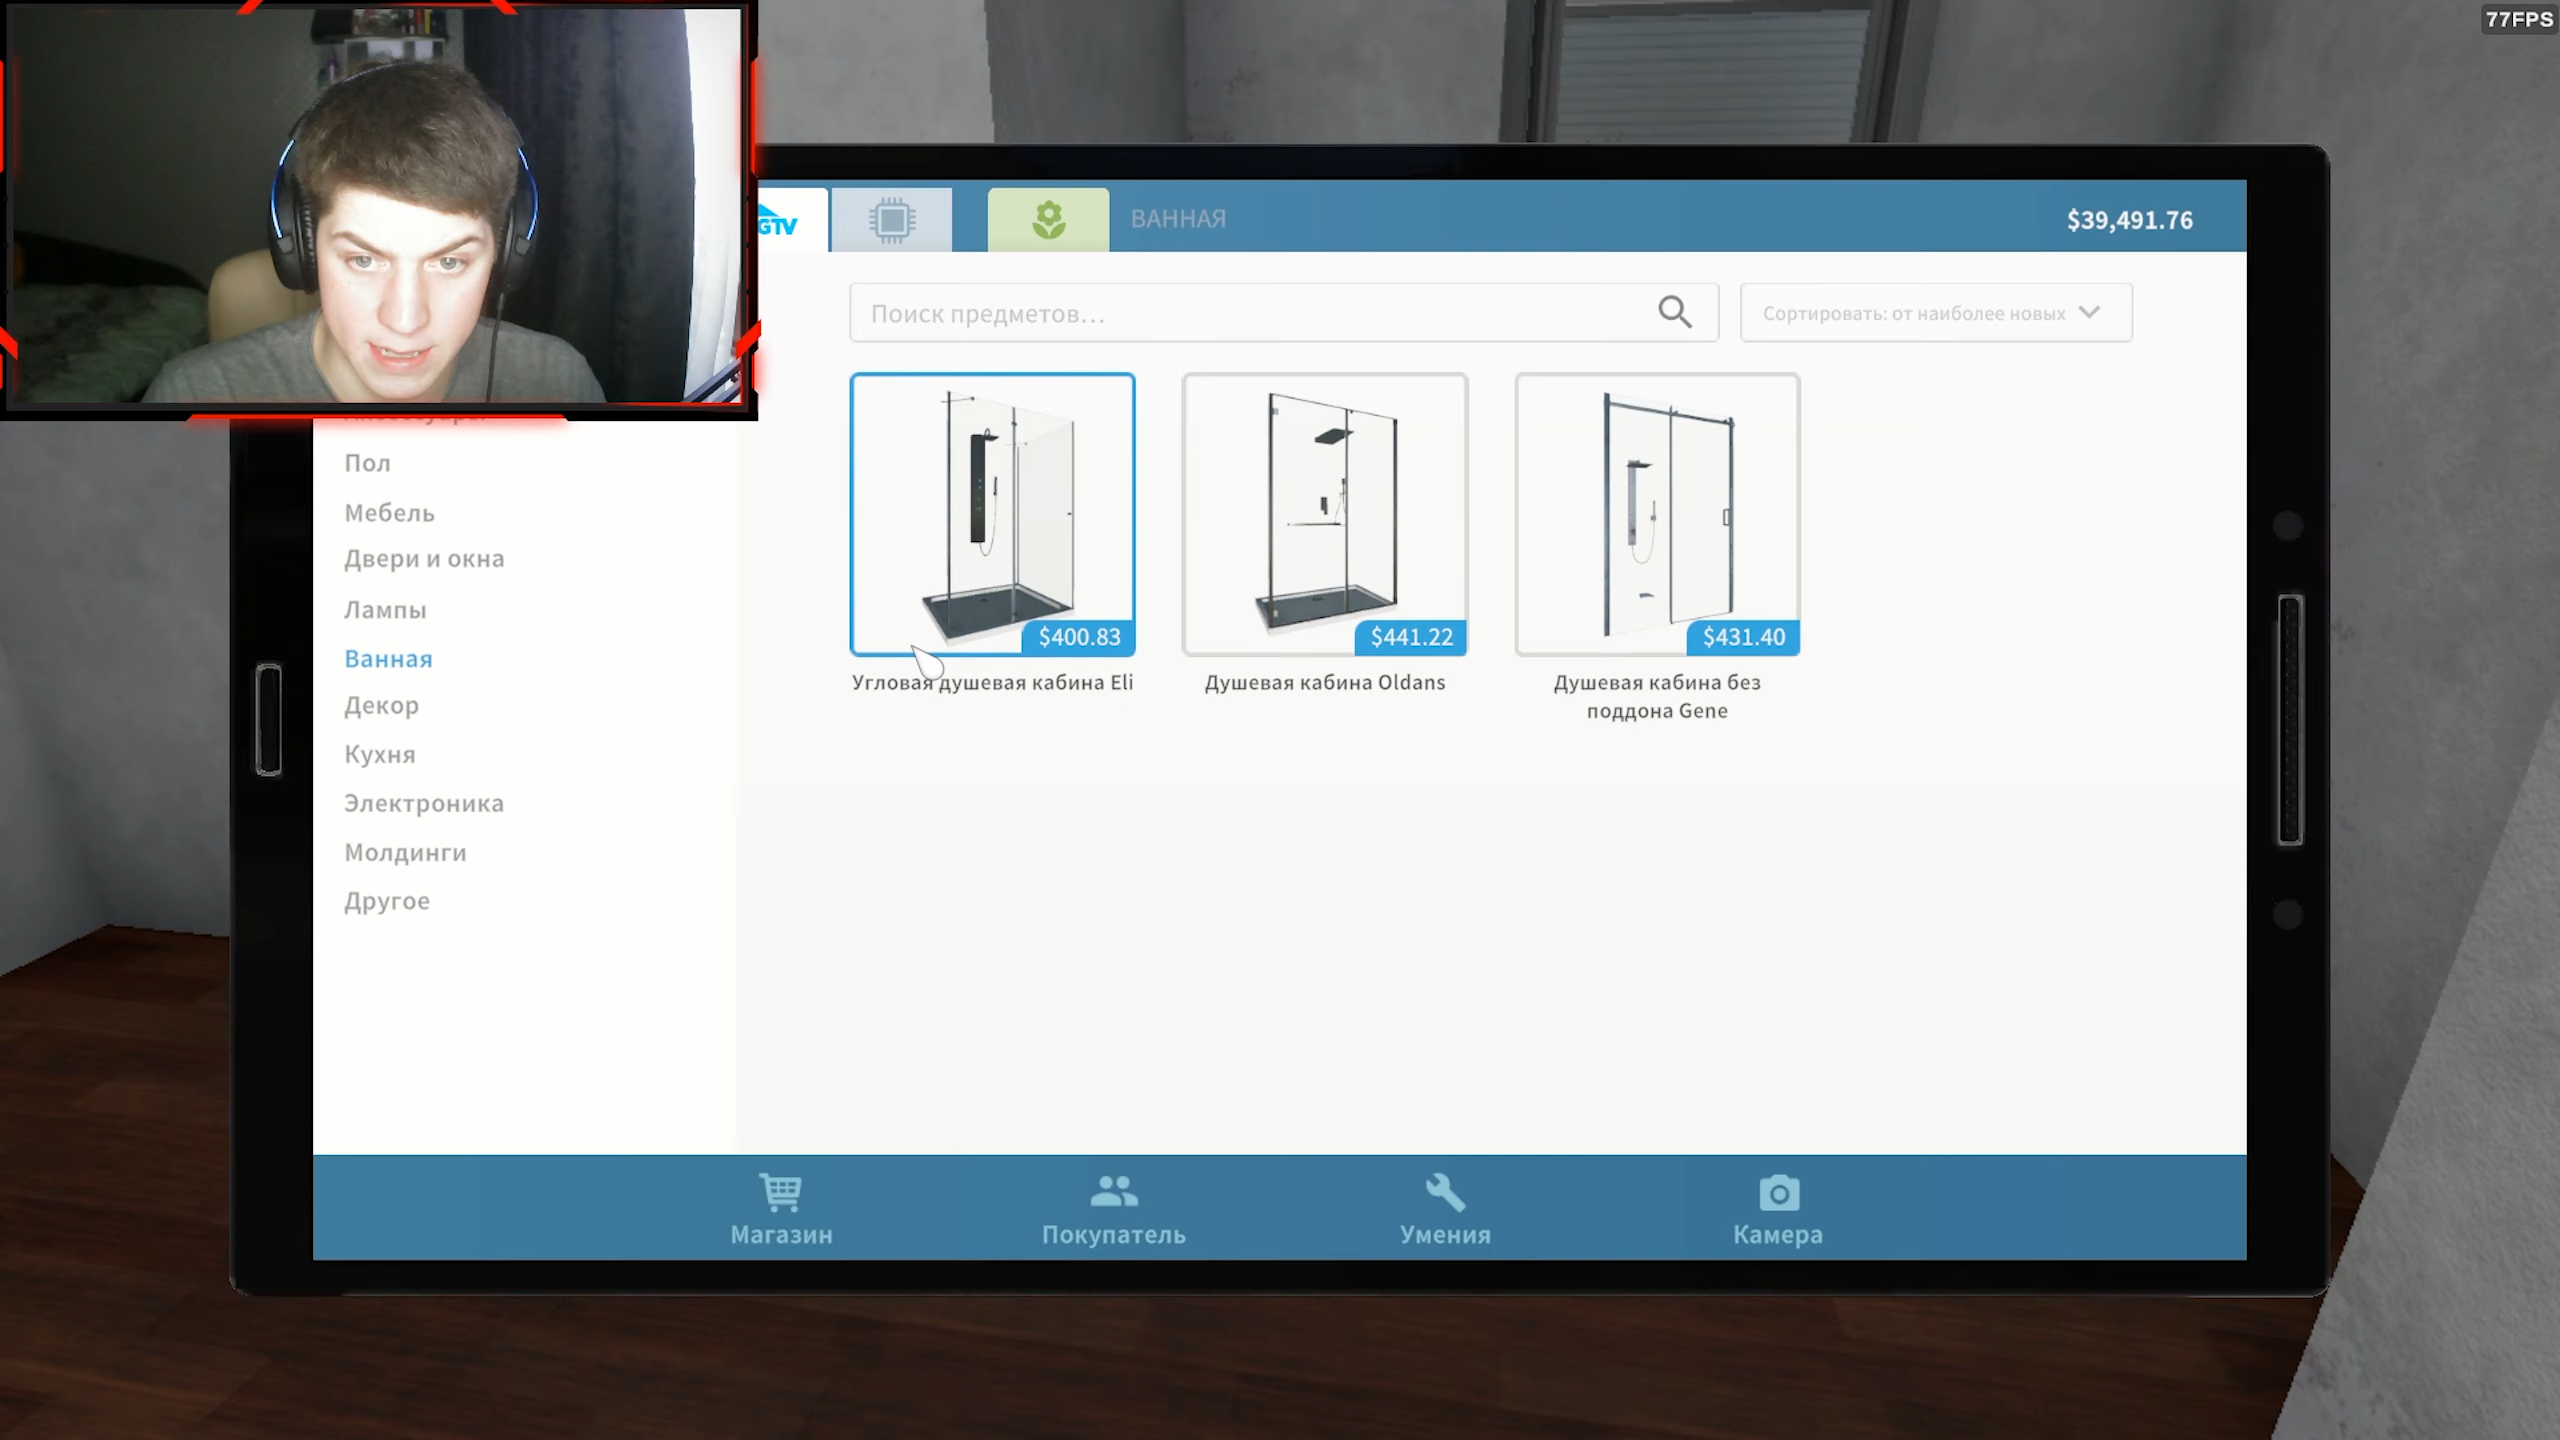 77FPS
GTV
ВАННАЯ
$39,491.76
Поиск предметов...
Сортировать: от наиболее новых
Пол
Мебель
Двери и окна
Лампы
Ванная
Декор
Кухня
Электроника
Молдинги
Другое
$400.83
$441.22
$431.40
Угловая душевая кабина Eli
Душевая кабина Oldans
Душевая кабина без
поддона Gene
Магазин
Покупатель
Умения
Камера